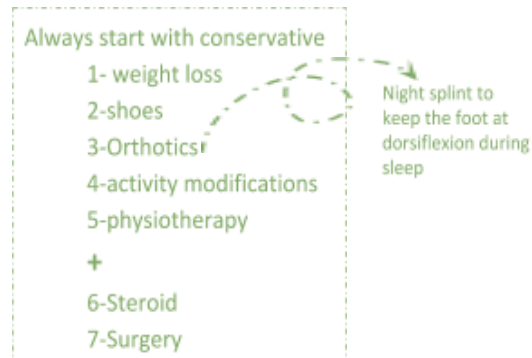 Always start with conservative
1- weight loss
2-shoes
3-Orthotics
4-activity modifications
5-physiotherapy
+
6-Steroid
7-Surgery
Night splint to
keep the foot at
dorsiflexion during
sleep